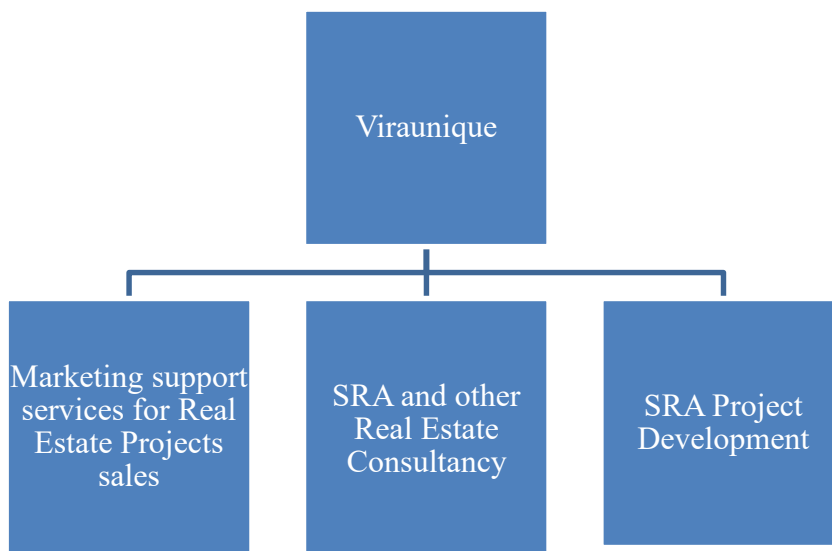 Viraunique
Marketing support
services for Real
Estate Projects
sales
SRA and other
Real Estate
Consultancy
SRA Project
Development